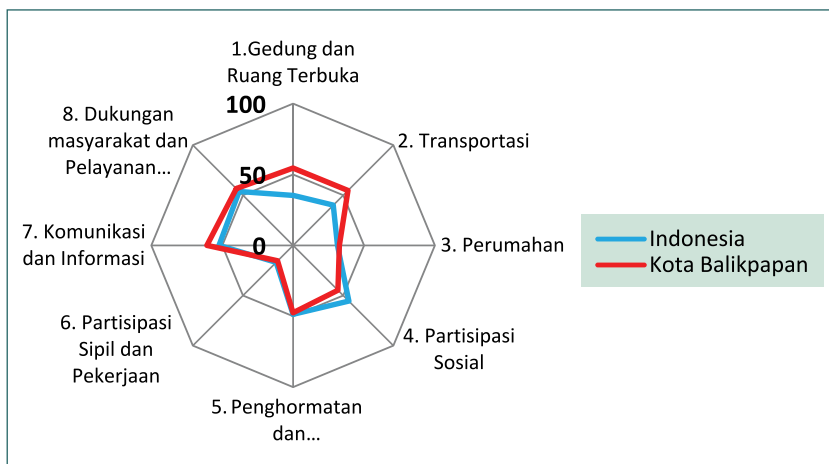 1.Gedung dan
Ruang Terbuka
100
50
0
2. Transportasi
3. Perumahan
4. Partisipasi
Sosial
5. Penghormatan
dan...
6. Partisipasi
Sipil dan
Pekerjaan
7. Komunikasi
dan Informasi
8. Dukungan
masyarakat dan
Pelayanan...
Indonesia
Kota Balikpapan